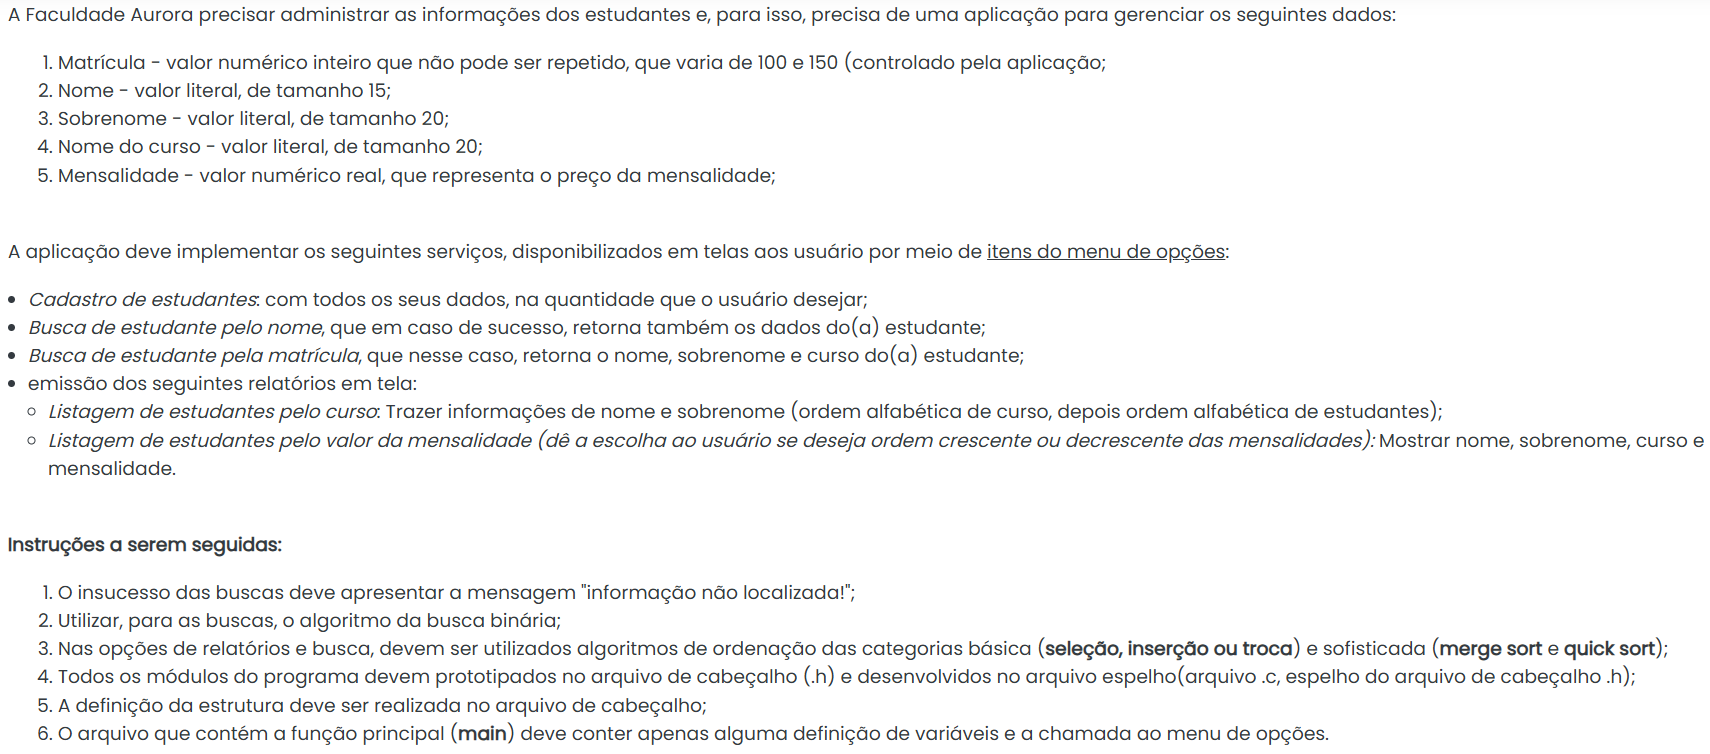 A Faculdade Aurora precisar administrar as informações dos estudantes e, para isso, precisa de uma aplicação para gerenciar os seguintes dados:
1. Matrícula - valor numérico inteiro que não pode ser repetido, que varia de 100 e 150 (controlado pela aplicação;
2. Nome - valor literal, de tamanho 15;
3. Sobrenome - valor literal, de tamanho 20;
4. Nome do curso - valor literal, de tamanho 20;
5. Mensalidade - valor numérico real, que representa o preço da mensalidade;
A aplicação deve implementar os seguintes serviços, disponibilizados em telas aos usuário por meio de itens do menu de opções:
• Cadastro de estudantes: com todos os seus dados, na quantidade que o usuário desejar;
• Busca de estudante pelo nome, que em caso de sucesso, retorna também os dados do(a) estudante;
• Busca de estudante pela matrícula, que nesse caso, retorna o nome, sobrenome e curso do(a) estudante;
• emissão dos seguintes relatórios em tela:
○ Listagem de estudantes pelo curso: Trazer informações de nome e sobrenome (ordem alfabética de curso, depois ordem alfabética de estudantes);
○ Listagem de estudantes pelo valor da mensalidade (dê a escolha ao usuário se deseja ordem crescente ou decrescente das mensalidades): Mostrar nome, sobrenome, curso e
mensalidade.
Instruções a serem seguidas:
1. O insucesso das buscas deve apresentar a mensagem "informação não localizada!";
2. Utilizar, para as buscas, o algoritmo da busca binária;
3. Nas opções de relatórios e busca, devem ser utilizados algoritmos de ordenação das categorias básica (seleção, inserção ou troca) e sofisticada (merge sort e quick sort);
4. Todos os módulos do programa devem prototipados no arquivo de cabeçalho (.h) e desenvolvidos no arquivo espelho(arquivo .c, espelho do arquivo de cabeçalho .h);
5. A definição da estrutura deve ser realizada no arquivo de cabeçalho;
6. O arquivo que contém a função principal (main) deve conter apenas alguma definição de variáveis e a chamada ao menu de opções.